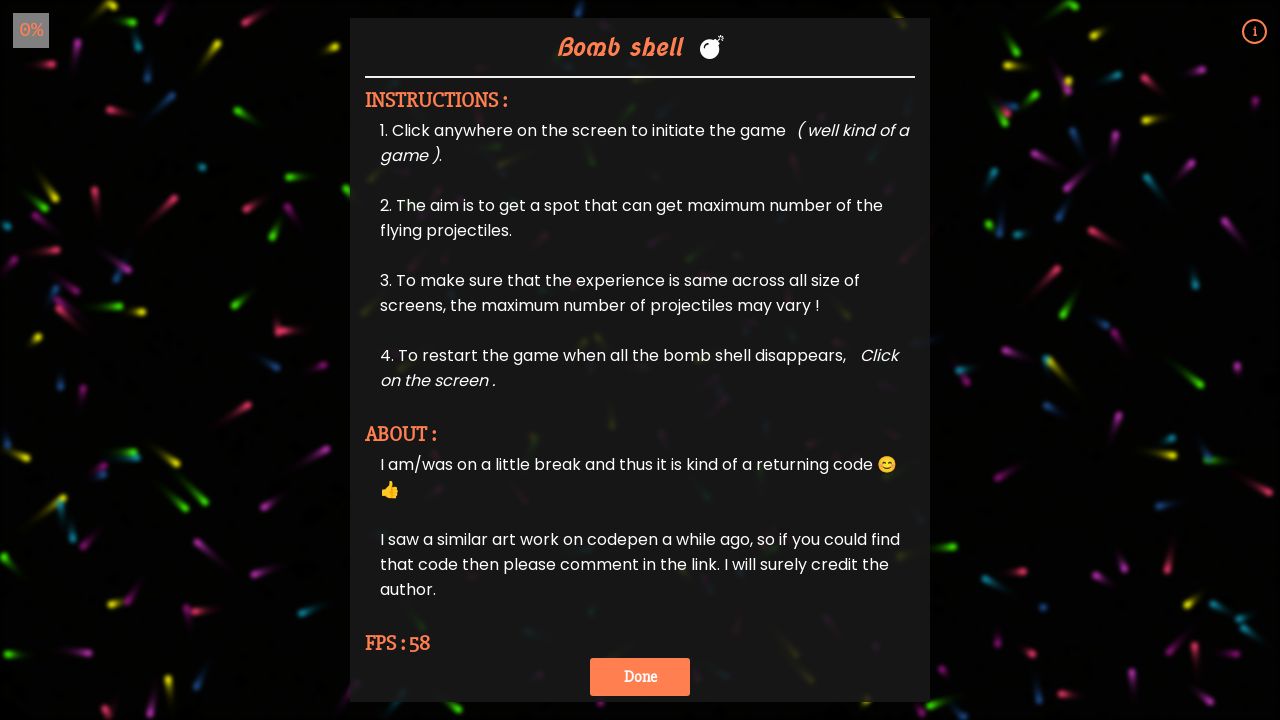 0%
i
Bomb shell 💣
INSTRUCTIONS :
1. Click anywhere on the screen to initiate the game ( well kind of a
game ).
2. The aim is to get a spot that can get maximum number of the
flying projectiles.
3. To make sure that the experience is same across all size of
screens, the maximum number of projectiles may vary !
4. To restart the game when all the bomb shell disappears, Click
on the screen .
ABOUT :
I am/was on a little break and thus it is kind of a returning code 😊
👍
I saw a similar art work on codepen a while ago, so if you could find
that code then please comment in the link. I will surely credit the
author.
FPS : 58
Done